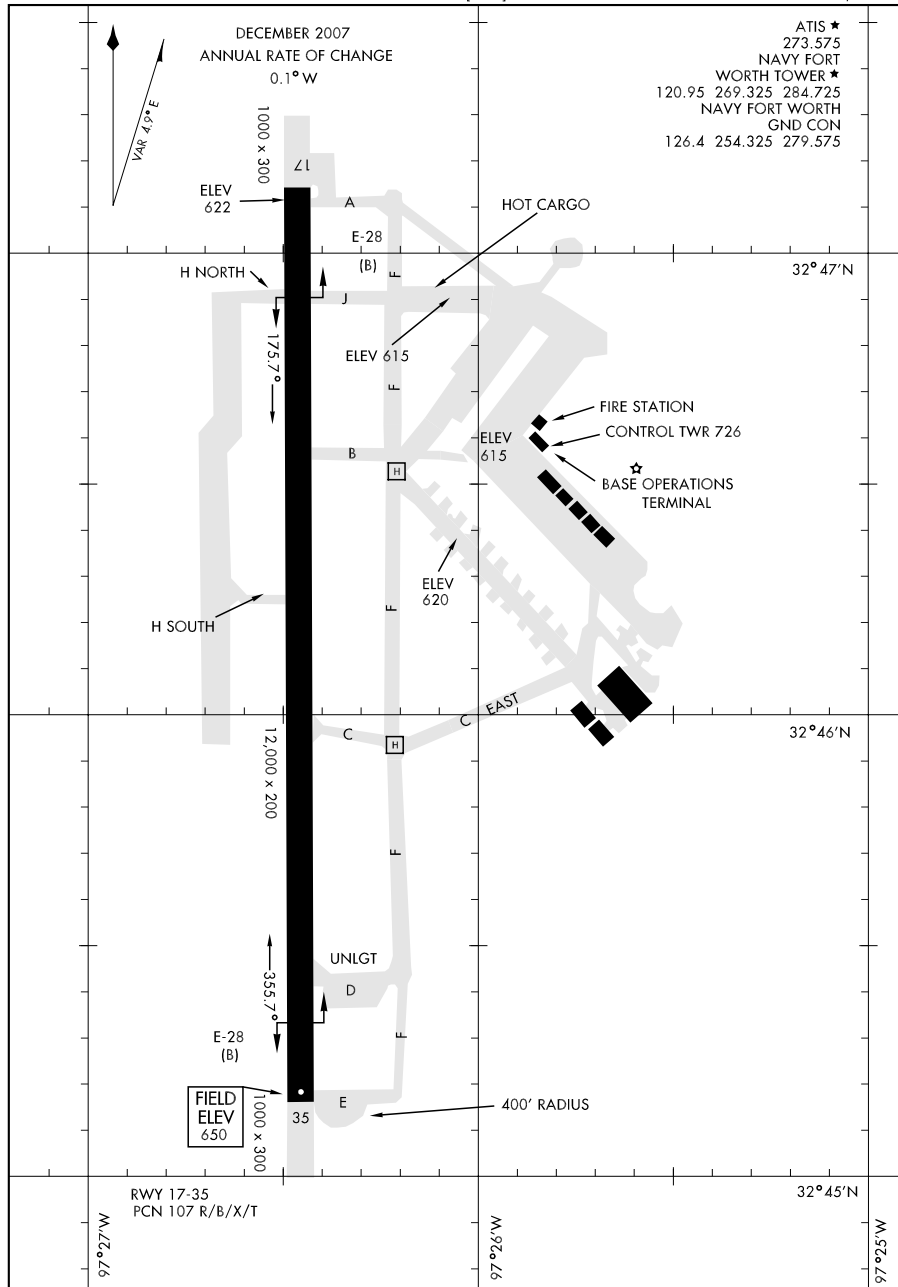 DECEMBER 2007
ANNUAL RATE OF CHANGE
0.1° W
VAR 4.9° E
ATIS ★
273.575
NAVY FORT
WORTH TOWER ★
120.95 269.325 284.725
NAVY FORT WORTH
GND CON
126.4 254.325 279.575
1000 x 300
17
ELEV
622
A
HOT CARGO
E-28
(B)
F
32° 47'N
H NORTH
J
175.7°
ELEV 615
F
FIRE STATION
CONTROL TWR 726
ELEV
615
B
H
BASE OPERATIONS
TERMINAL
ELEV
620
F
H SOUTH
C EAST
C
H
32° 46'N
12,000 x 200
F
UNLGT
355.7°
D
E-28
(B)
F
FIELD
ELEV
650
E
400' RADIUS
35
1000 x 300
RWY 17-35
PCN 107 R/B/X/T
32° 45'N
97° 27'W
97° 26'W
97° 25'W